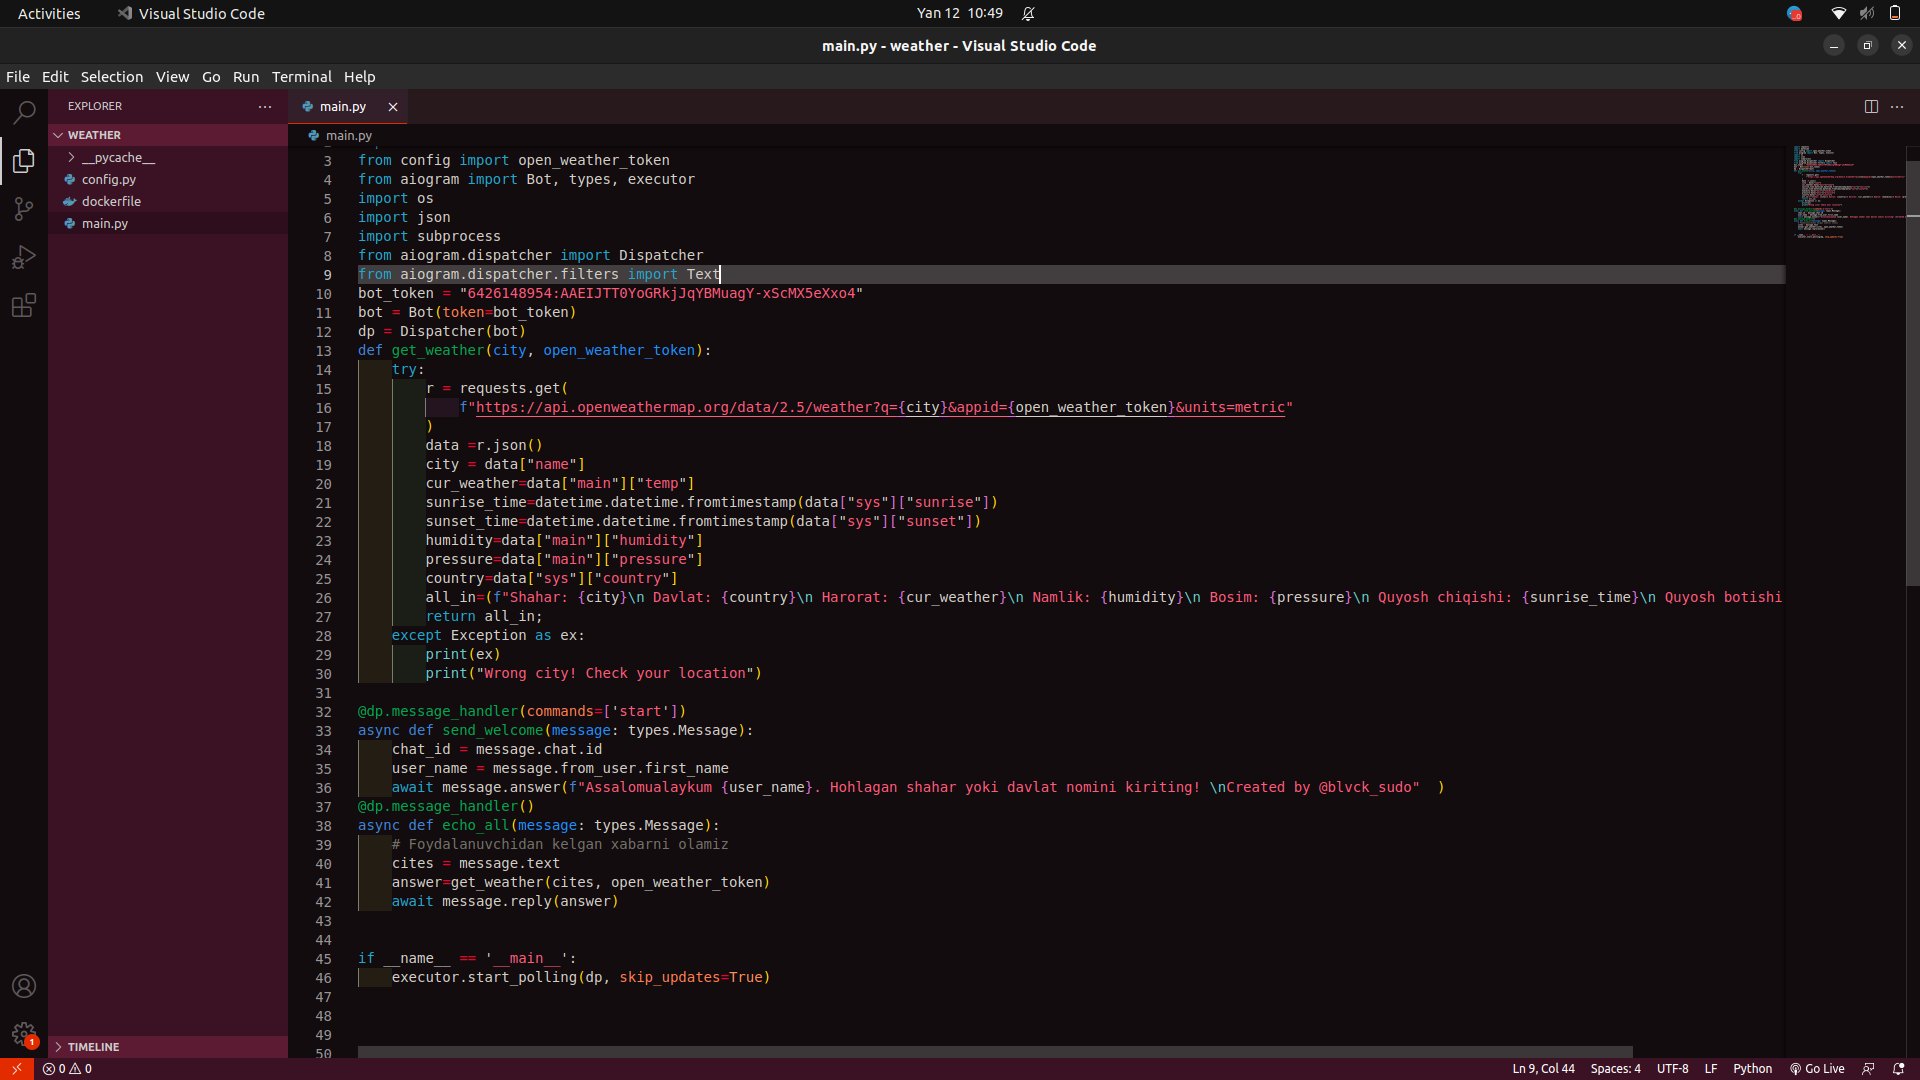 Activities Visual Studio Code Yan 12 10:49
main.py - weather - Visual Studio Code
File Edit Selection View Go Run Terminal Help
EXPLORER
WEATHER
__pycache__
config.py
dockerfile
main.py
TIMELINE
main.py
main.py
3 from config import open_weather_token
4 from aiogram import Bot, types, executor
5 import os
6 import json
7 import subprocess
8 from aiogram.dispatcher import Dispatcher
9 from aiogram.dispatcher.filters import Text
10 bot_token = "6426148954:AAEIJTT0YoGRkjJqYBMuagY-xScMX5eXxo4"
11 bot = Bot(token=bot_token)
12 dp = Dispatcher(bot)
13 def get_weather(city, open_weather_token):
14     try:
15         r = requests.get(
16             f"https://api.openweathermap.org/data/2.5/weather?q={city}&appid={open_weather_token}&units=metric"
17         )
18         data =r.json()
19         city = data["name"]
20         cur_weather=data["main"]["temp"]
21         sunrise_time=datetime.datetime.fromtimestamp(data["sys"]["sunrise"])
22         sunset_time=datetime.datetime.fromtimestamp(data["sys"]["sunset"])
23         humidity=data["main"]["humidity"]
24         pressure=data["main"]["pressure"]
25         country=data["sys"]["country"]
26         all_in=(f"Shahar: {city}\n Davlat: {country}\n Harorat: {cur_weather}\n Namlik: {humidity}\n Bosim: {pressure}\n Quyosh chiqishi: {sunrise_time}\n Quyosh botishi
27         return all_in;
28     except Exception as ex:
29         print(ex)
30         print("Wrong city! Check your location")
31
32 @dp.message_handler(commands=['start'])
33 async def send_welcome(message: types.Message):
34     chat_id = message.chat.id
35     user_name = message.from_user.first_name
36     await message.answer(f"Assalomualaykum {user_name}. Hohlagan shahar yoki davlat nomini kiriting! \nCreated by @blvck_sudo"  )
37 @dp.message_handler()
38 async def echo_all(message: types.Message):
39     # Foydalanuvchidan kelgan xabarni olamiz
40     cites = message.text
41     answer=get_weather(cites, open_weather_token)
42     await message.reply(answer)
43
44
45 if __name__ == '__main__':
46     executor.start_polling(dp, skip_updates=True)
47
48
49
50
1
0 0 Ln 9, Col 44 Spaces: 4 UTF-8 LF Python Go Live